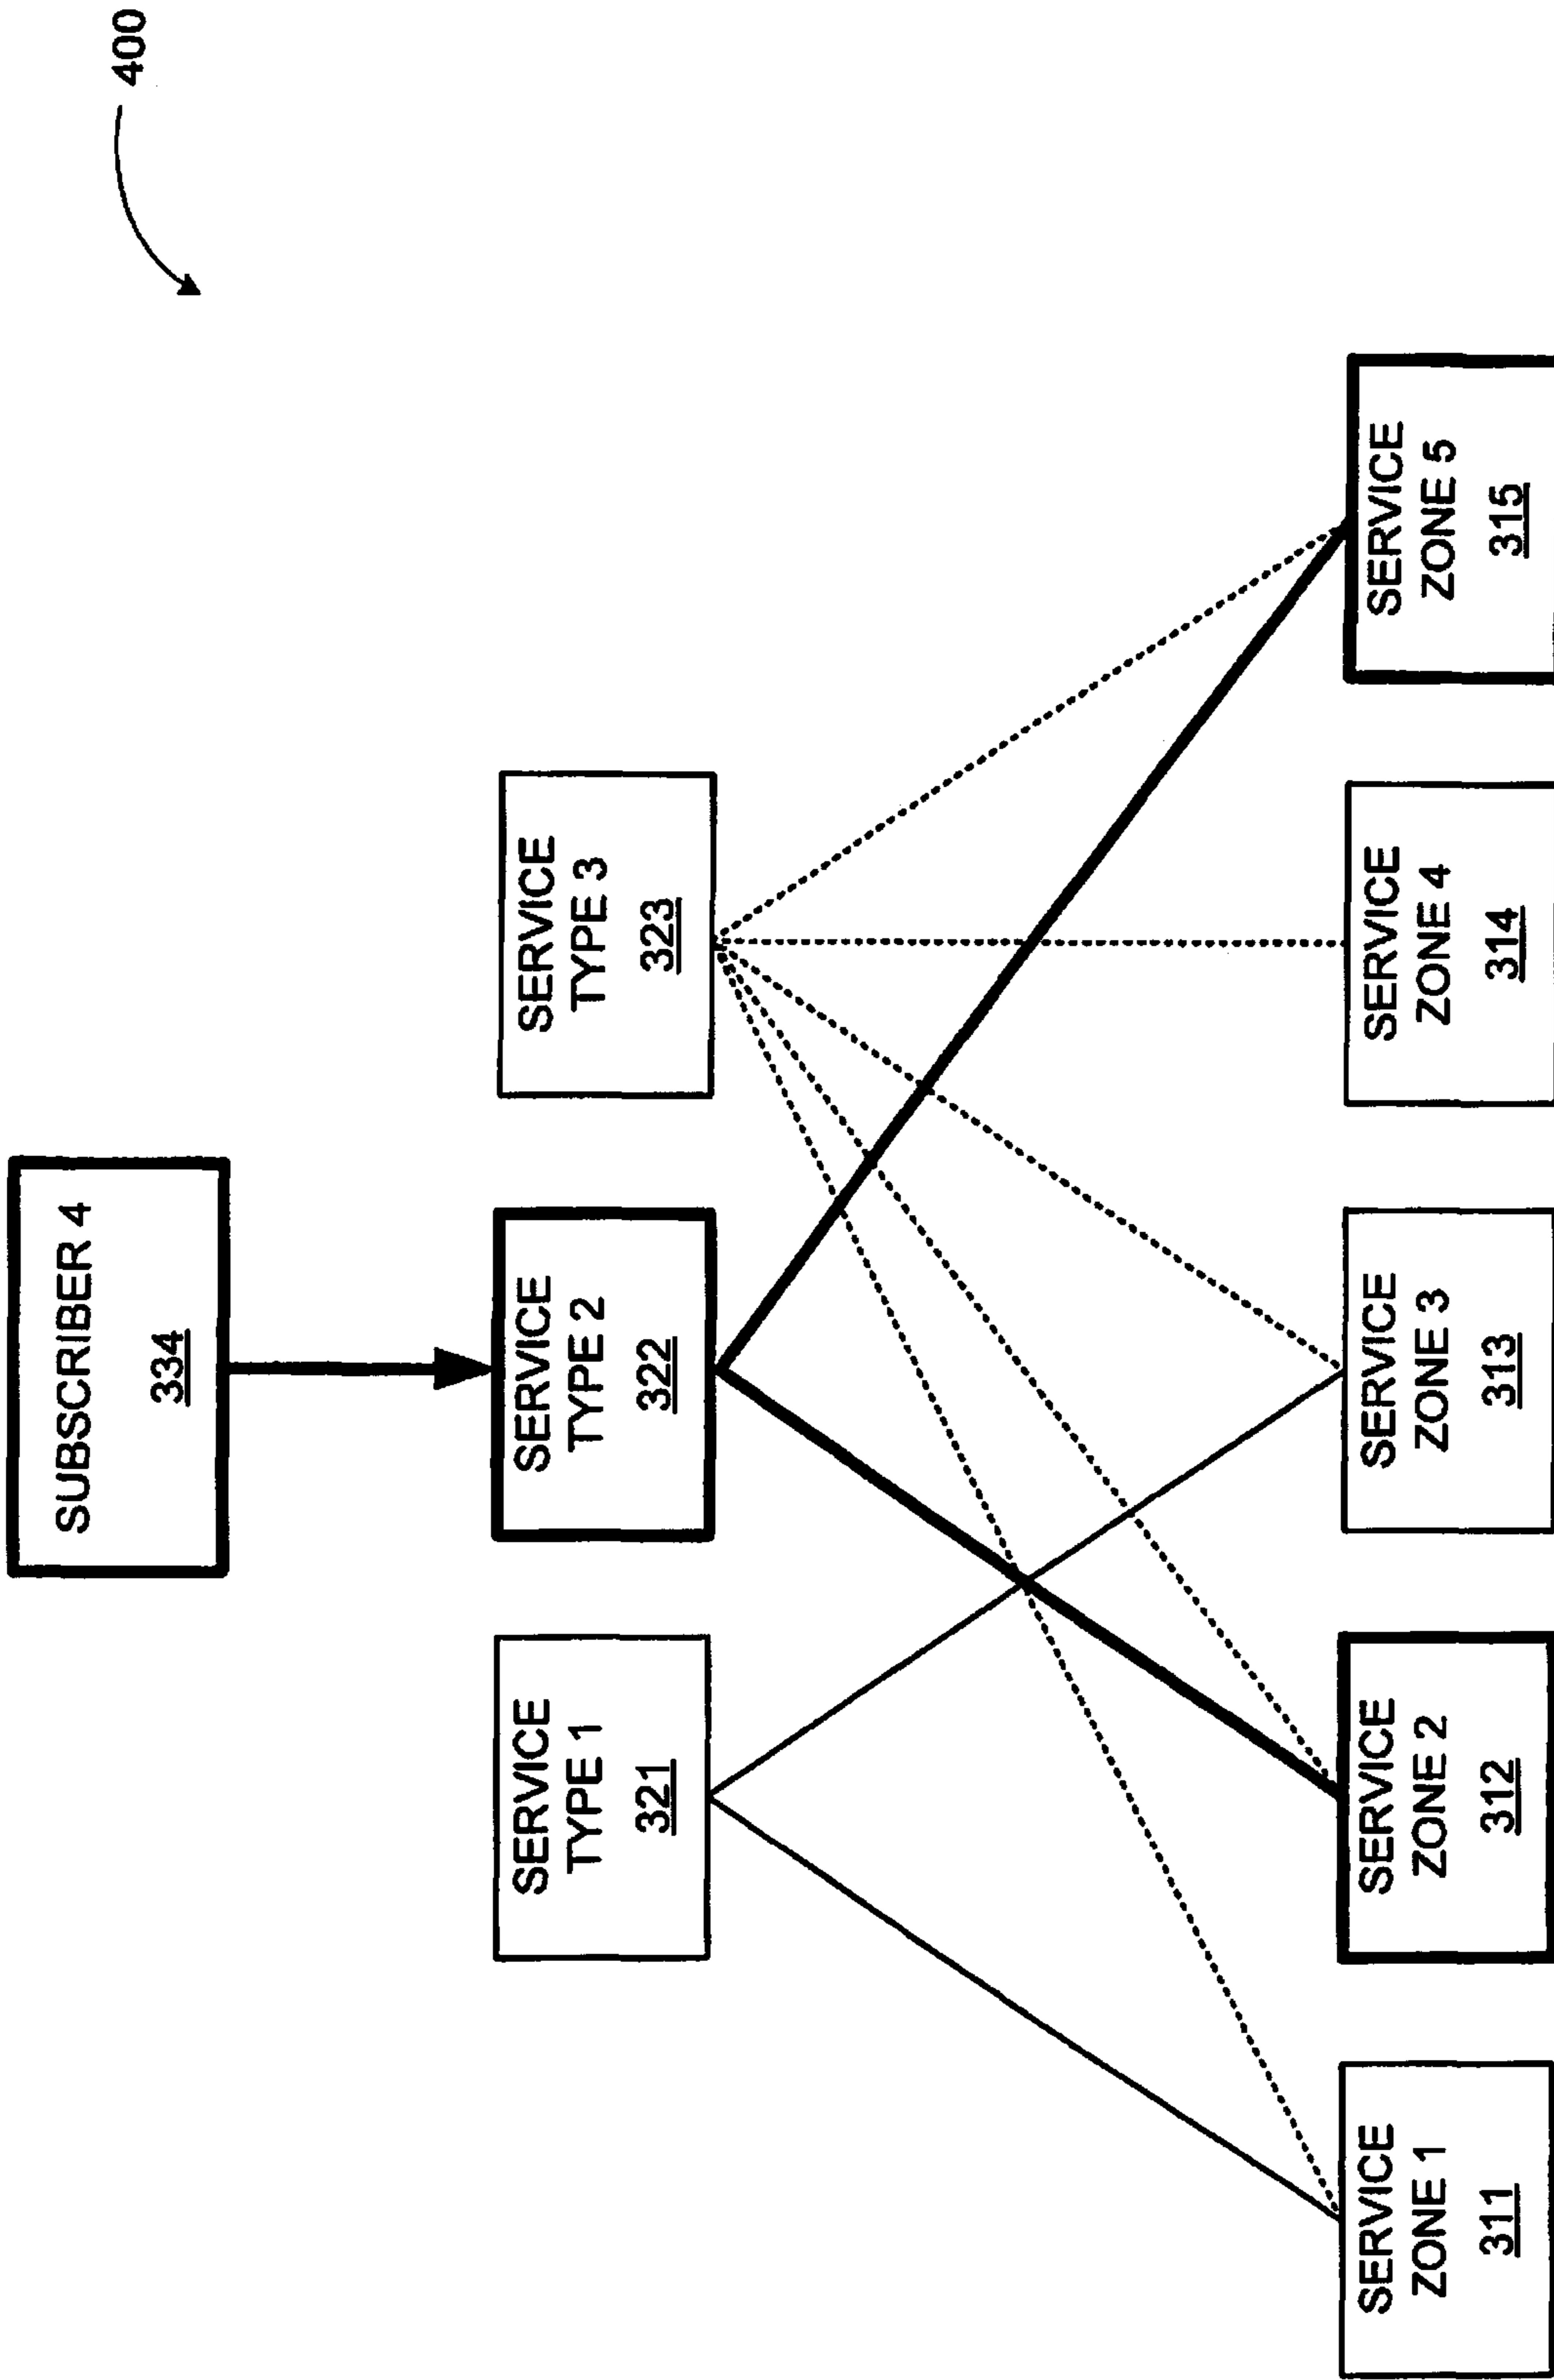 400
SUBSCRIBER 4
334
SERVICE
TYPE 1
321
SERVICE
TYPE 2
322
SERVICE
TYPE 3
323
SERVICE
ZONE 1
311
SERVICE
ZONE 2
312
SERVICE
ZONE 3
313
SERVICE
ZONE 4
314
SERVICE
ZONE 5
315